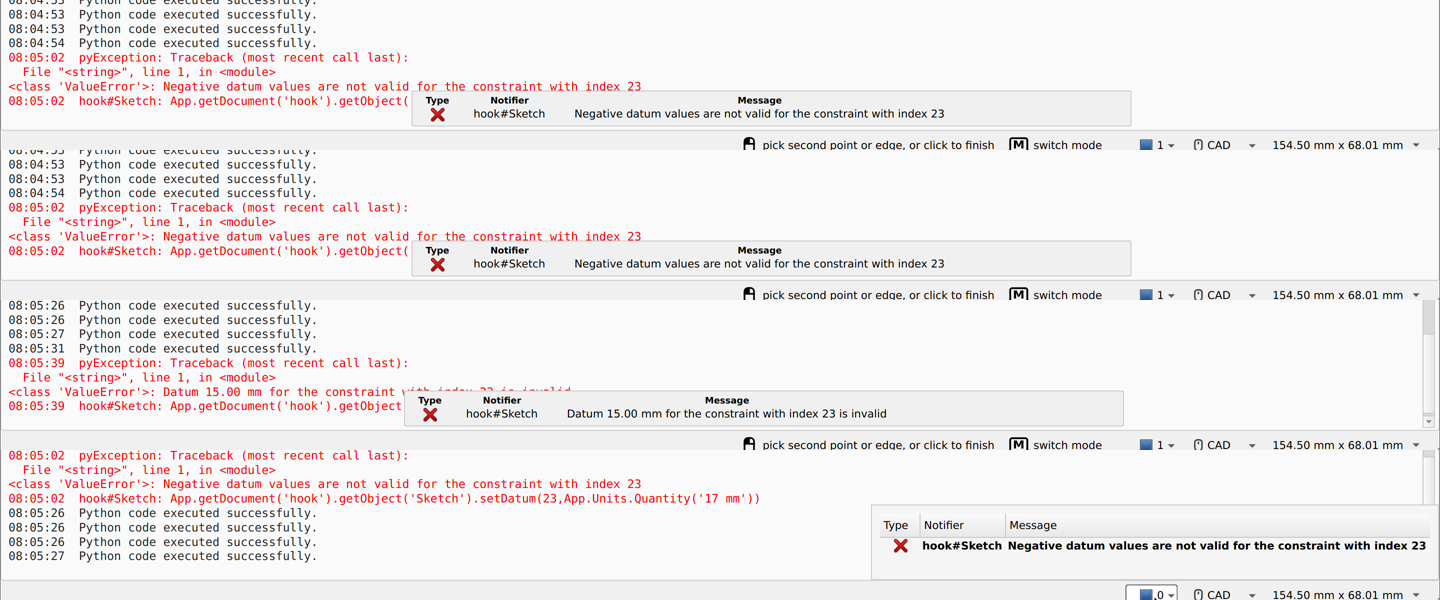 08:04:53 Python code executed successfully.
08:04:53 Python code executed successfully.
08:04:53 Python code executed successfully.
08:04:54 Python code executed successfully.
08:05:02 pyException: Traceback (most recent call last):
File "<string>", line 1, in <module>
<class 'ValueError'>: Negative datum values are not valid for the constraint with index 23
08:05:02 hook#Sketch: App.getDocument('hook').getObject(
Type Notifier Message
hook#Sketch Negative datum values are not valid for the constraint with index 23
pick second point or edge, or click to finish M switch mode 1 CAD 154.50 mm x 68.01 mm
08:04:53 Python code executed successfully.
08:04:53 Python code executed successfully.
08:04:53 Python code executed successfully.
08:04:54 Python code executed successfully.
08:05:02 pyException: Traceback (most recent call last):
File "<string>", line 1, in <module>
<class 'ValueError'>: Negative datum values are not valid for the constraint with index 23
08:05:02 hook#Sketch: App.getDocument('hook').getObject(
Type Notifier Message
hook#Sketch Negative datum values are not valid for the constraint with index 23
pick second point or edge, or click to finish M switch mode 1 CAD 154.50 mm x 68.01 mm
08:05:26 Python code executed successfully.
08:05:26 Python code executed successfully.
08:05:27 Python code executed successfully.
08:05:31 Python code executed successfully.
08:05:39 pyException: Traceback (most recent call last):
File "<string>", line 1, in <module>
<class 'ValueError'>: Datum 15.00 mm for the constraint with index 23 is invalid
08:05:39 hook#Sketch: App.getDocument('hook').getObject
Type Notifier Message
hook#Sketch Datum 15.00 mm for the constraint with index 23 is invalid
pick second point or edge, or click to finish M switch mode 1 CAD 154.50 mm x 68.01 mm
08:05:02 pyException: Traceback (most recent call last):
File "<string>", line 1, in <module>
<class 'ValueError'>: Negative datum values are not valid for the constraint with index 23
08:05:02 hook#Sketch: App.getDocument('hook').getObject('Sketch').setDatum(23,App.Units.Quantity('17 mm'))
08:05:26 Python code executed successfully.
08:05:26 Python code executed successfully.
08:05:26 Python code executed successfully.
08:05:27 Python code executed successfully.
Type Notifier Message
hook#Sketch Negative datum values are not valid for the constraint with index 23
0 CAD 154.50 mm x 68.01 mm